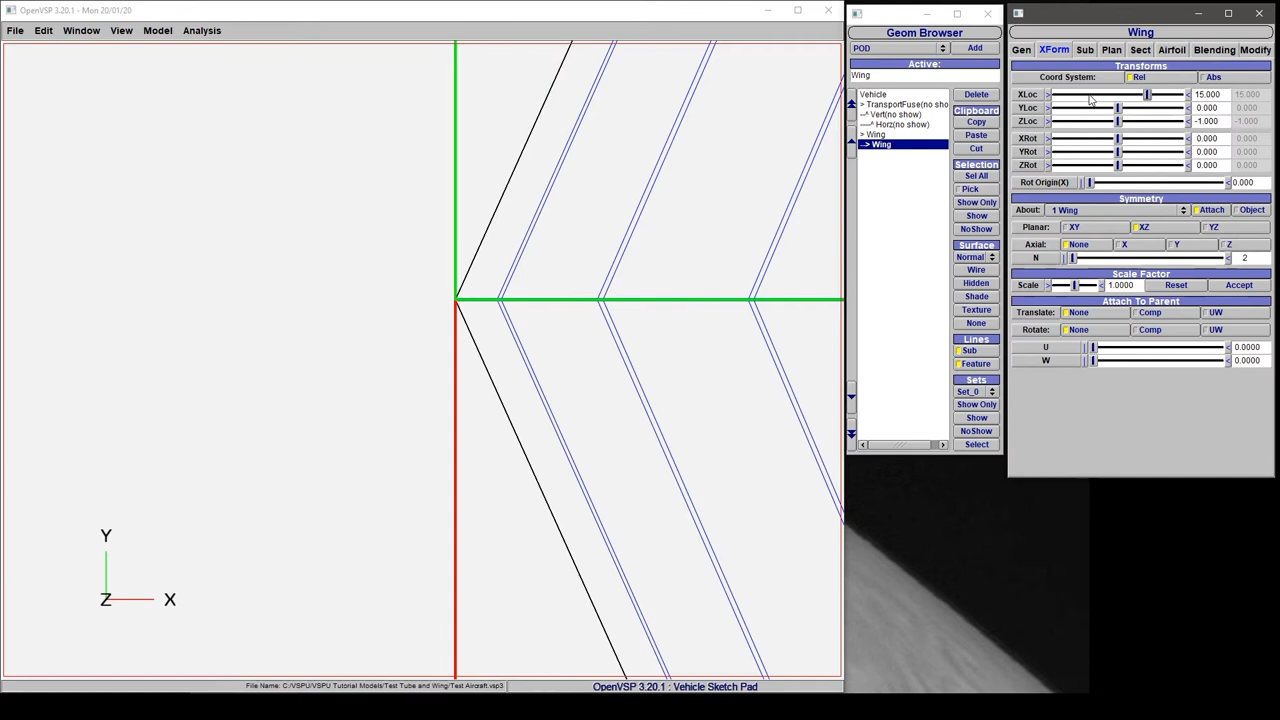 OpenVSP 3.20.1 - Mon 20/01/20
File Edit Window View Model Analysis
Y
Z X
File Name: C:/VSPU/VSPU Tutorial Models/Test Tube and Wing/Test Aircraft.vsp3
OpenVSP 3.20.1 : Vehicle Sketch Pad
Geom Browser
POD Add
Active:
Wing
Vehicle
> TransportFuse(no sho
--^ Vert(no show)
----^ Horz(no show)
> Wing
--> Wing
Delete
Clipboard
Copy
Paste
Cut
Selection
Sel All
Pick
Show Only
Show
NoShow
Surface
Normal
Wire
Hidden
Shade
Texture
None
Lines
Sub
Feature
Sets
Set_0
Show Only
Show
NoShow
Select
Wing
Gen XForm Sub Plan Sect Airfoil Blending Modify
Transforms
Coord System: Rel Abs
XLoc > < 15.000 15.000
YLoc > < 0.000 0.000
ZLoc > < -1.000 -1.000
XRot > < 0.000 0.000
YRot > < 0.000 0.000
ZRot > < 0.000 0.000
Rot Origin(X) | < 0.000
Symmetry
About: 1 Wing Attach Object
Planar: XY XZ YZ
Axial: None X Y Z
N | < 2
Scale Factor
Scale > < 1.0000 Reset Accept
Attach To Parent
Translate: None Comp UW
Rotate: None Comp UW
U | < 0.0000
W | < 0.0000